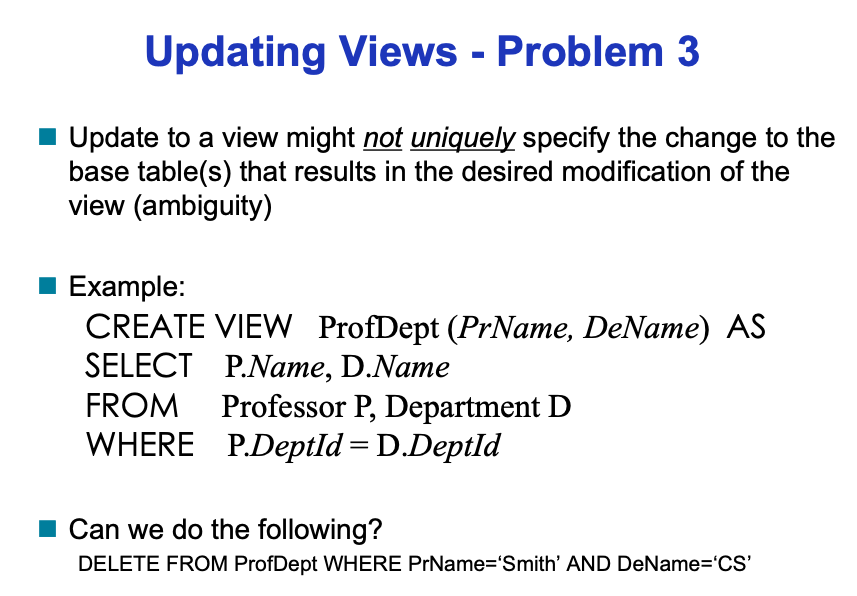 Updating Views - Problem 3
Update to a view might not uniquely specify the change to the
base table(s) that results in the desired modification of the
view (ambiguity)
Example:
CREATE VIEW ProfDept (PrName, DeName) AS
SELECT P.Name, D.Name
FROM Professor P, Department D
WHERE P.DeptId = D.DeptId
Can we do the following?
DELETE FROM ProfDept WHERE PrName=‘Smith’ AND DeName=‘CS’